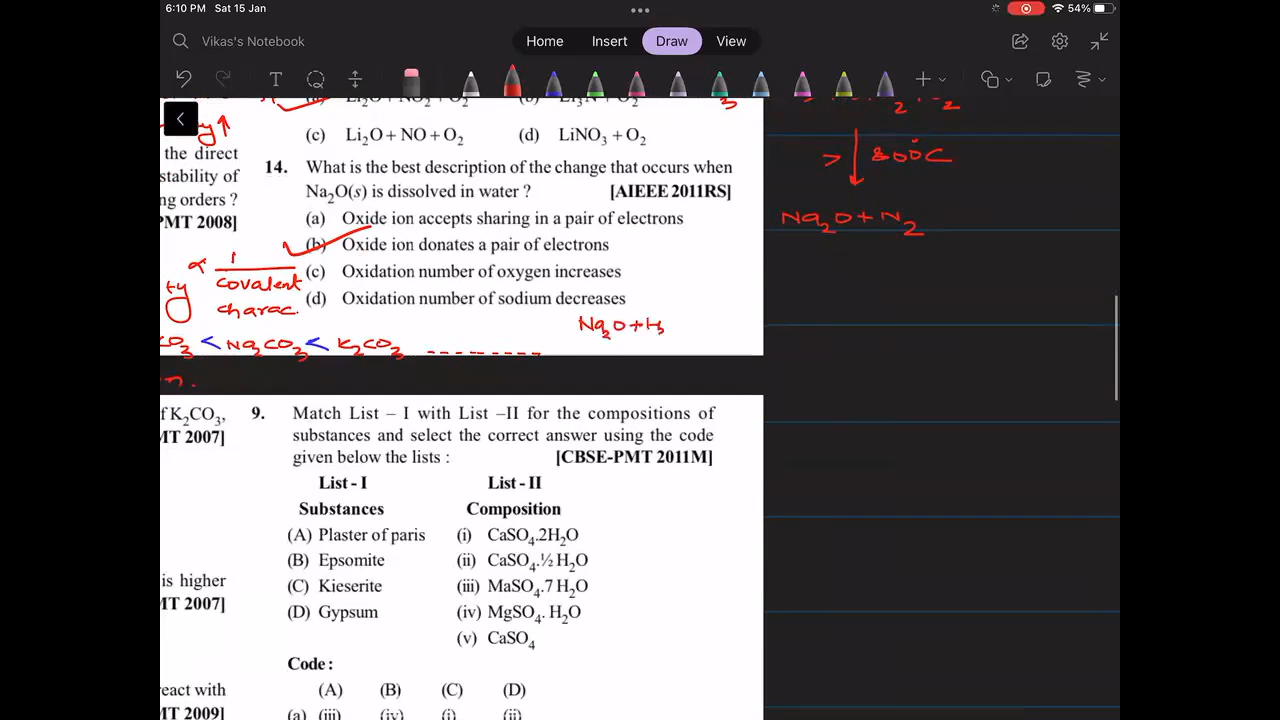 6:10 PM Sat 15 Jan
54%
Vikas's Notebook
Home Insert Draw View
(c) Li2O + NO + O2 (d) LiNO3 + O2
the direct
stability of
ng orders ?
PMT 2008]
14. What is the best description of the change that occurs when
Na2O(s) is dissolved in water ? [AIEEE 2011RS]
(a) Oxide ion accepts sharing in a pair of electrons
(b) Oxide ion donates a pair of electrons
(c) Oxidation number of oxygen increases
(d) Oxidation number of sodium decreases
ty ∝ 1
covalent
charac.
Na2O + H
CO3 < Na2CO3 < K2CO3 ---------
n.
> 800°C
Na2O + N2
f K2CO3,
MT 2007]
is higher
MT 2007]
react with
MT 2009]
9. Match List – I with List –II for the compositions of
substances and select the correct answer using the code
given below the lists : [CBSE-PMT 2011M]
List - I List - II
Substances Composition
(A) Plaster of paris (i) CaSO4.2H2O
(B) Epsomite (ii) CaSO4.½ H2O
(C) Kieserite (iii) MaSO4.7 H2O
(D) Gypsum (iv) MgSO4. H2O
(v) CaSO4
Code :
(A) (B) (C) (D)
(a) (iii) (iv) (i) (ii)